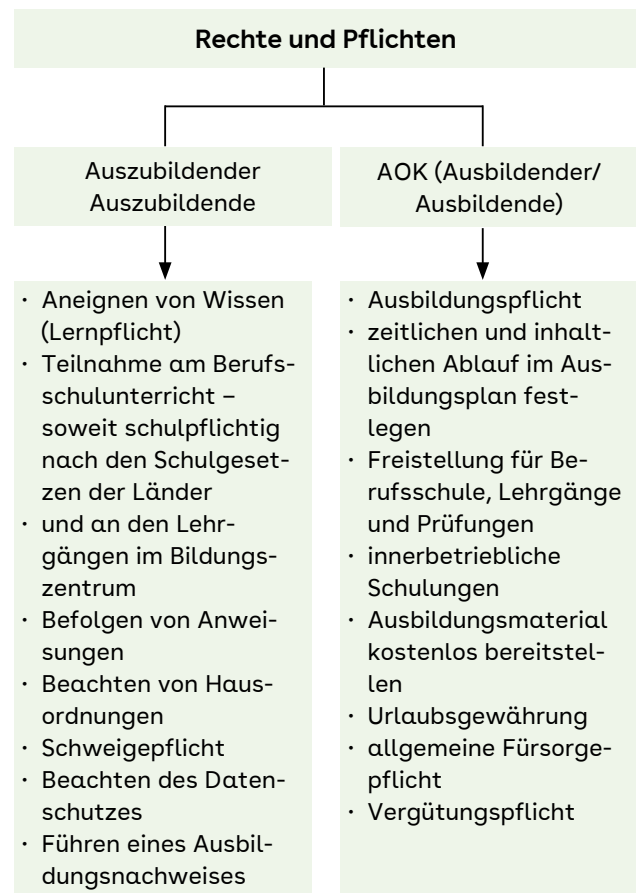 Rechte und Pflichten
Auszubildender
Auszubildende
AOK (Ausbildender/
Ausbildende)
· Aneignen von Wissen
(Lernpflicht)
· Teilnahme am Berufs-
schulunterricht –
soweit schulpflichtig
nach den Schulgeset-
zen der Länder
· und an den Lehr-
gängen im Bildungs-
zentrum
· Befolgen von Anwei-
sungen
· Beachten von Haus-
ordnungen
· Schweigepflicht
· Beachten des Daten-
schutzes
· Führen eines Ausbil-
dungsnachweises
· Ausbildungspflicht
· zeitlichen und inhalt-
lichen Ablauf im Aus-
bildungsplan fest-
legen
· Freistellung für Be-
rufsschule, Lehrgänge
und Prüfungen
· innerbetriebliche
Schulungen
· Ausbildungsmaterial
kostenlos bereitstel-
len
· Urlaubsgewährung
· allgemeine Fürsorge-
pflicht
· Vergütungspflicht